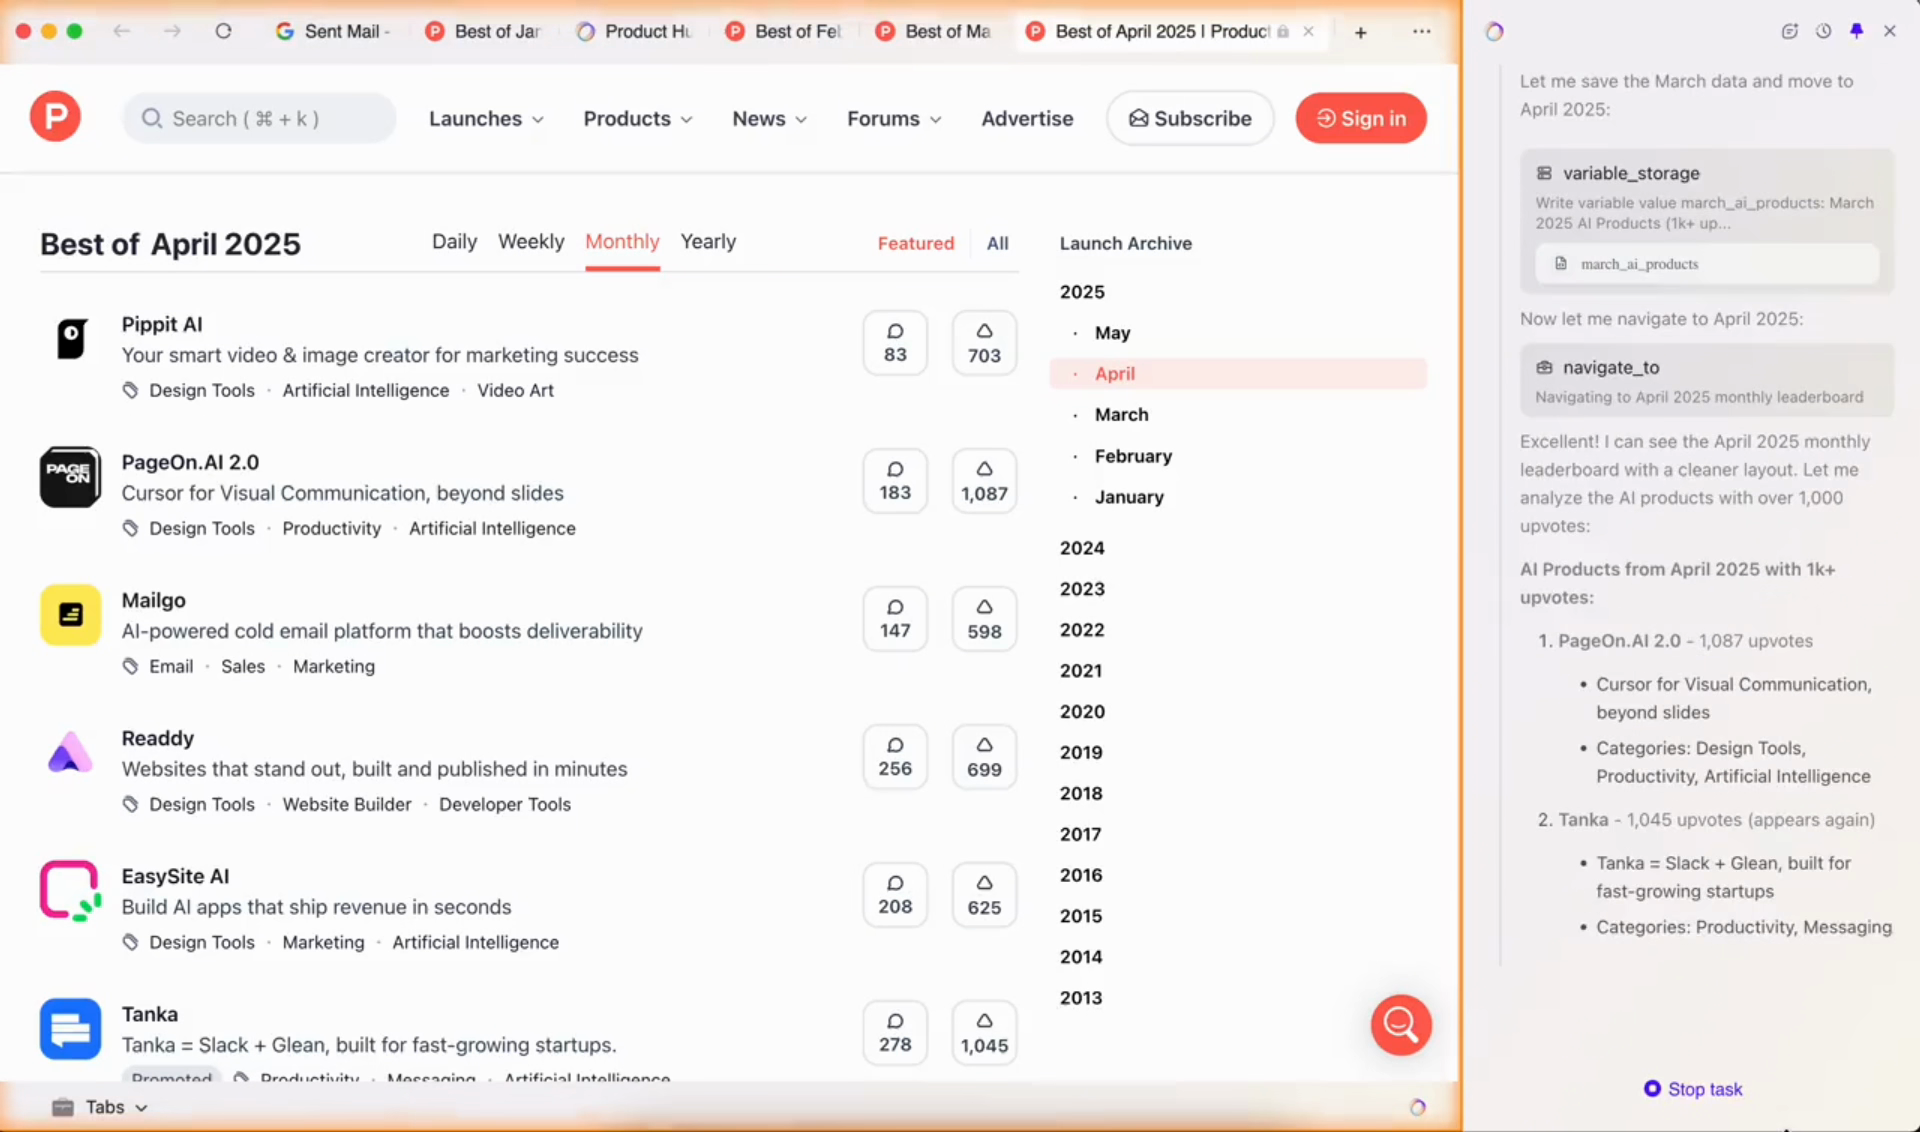 Sent Mail -
Best of Jan
Product Hu
Best of Feb
Best of Ma
Best of April 2025 | Product
P
Search ( ⌘ + k )
Launches
Products
News
Forums
Advertise
Subscribe
Sign in
Best of April 2025
Daily
Weekly
Monthly
Yearly
Featured
All
Pippit AI
Your smart video & image creator for marketing success
Design Tools · Artificial Intelligence · Video Art
83
703
PAGE ON
PageOn.AI 2.0
Cursor for Visual Communication, beyond slides
Design Tools · Productivity · Artificial Intelligence
183
1,087
Mailgo
AI-powered cold email platform that boosts deliverability
Email · Sales · Marketing
147
598
Readdy
Websites that stand out, built and published in minutes
Design Tools · Website Builder · Developer Tools
256
699
EasySite AI
Build AI apps that ship revenue in seconds
Design Tools · Marketing · Artificial Intelligence
208
625
Tanka
Tanka = Slack + Glean, built for fast-growing startups.
Promoted Productivity · Messaging · Artificial Intelligence
278
1,045
Launch Archive
2025
· May
· April
· March
· February
· January
2024
2023
2022
2021
2020
2019
2018
2017
2016
2015
2014
2013
Tabs
Let me save the March data and move to
April 2025:
variable_storage
Write variable value march_ai_products: March
2025 AI Products (1k+ up...
march_ai_products
Now let me navigate to April 2025:
navigate_to
Navigating to April 2025 monthly leaderboard
Excellent! I can see the April 2025 monthly
leaderboard with a cleaner layout. Let me
analyze the AI products with over 1,000
upvotes:
AI Products from April 2025 with 1k+
upvotes:
1. PageOn.AI 2.0 - 1,087 upvotes
• Cursor for Visual Communication,
beyond slides
• Categories: Design Tools,
Productivity, Artificial Intelligence
2. Tanka - 1,045 upvotes (appears again)
• Tanka = Slack + Glean, built for
fast-growing startups
• Categories: Productivity, Messaging
Stop task